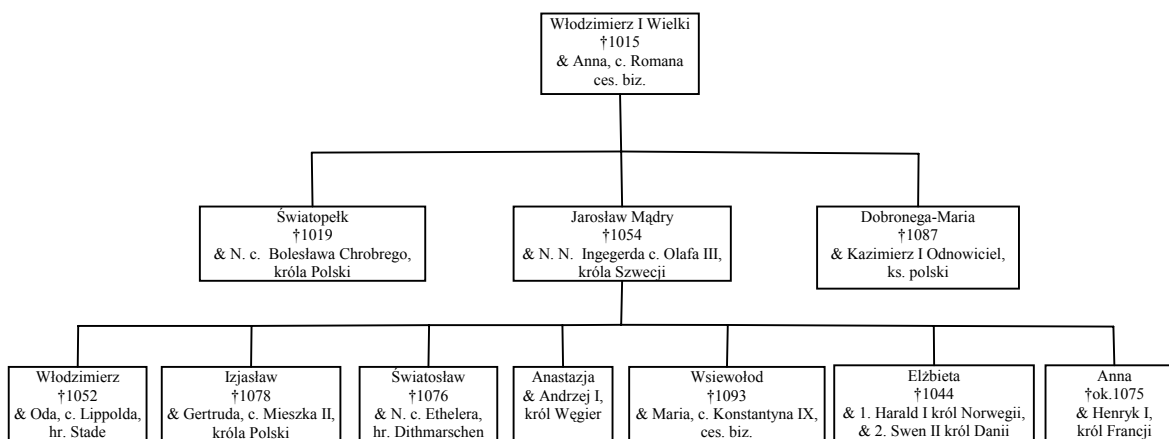 Włodzimierz I Wielki
†1015
& Anna, c. Romana
ces. biz.
Światopełk
†1019
& N. c. Bolesława Chrobrego,
króla Polski
Jarosław Mądry
†1054
& N. N. Ingegerda c. Olafa III,
króla Szwecji
Dobronega-Maria
†1087
& Kazimierz I Odnowiciel,
ks. polski
Włodzimierz
†1052
& Oda, c. Lippolda,
hr. Stade
Izjasław
†1078
& Gertruda, c. Mieszka II,
króla Polski
Światosław
†1076
& N. c. Ethelera,
hr. Dithmarschen
Anastazja
& Andrzej I,
król Węgier
Wsiewołod
†1093
& Maria, c. Konstantyna IX,
ces. biz.
Elżbieta
†1044
& 1. Harald I król Norwegii,
& 2. Swen II król Danii
Anna
†ok.1075
& Henryk I,
król Francji